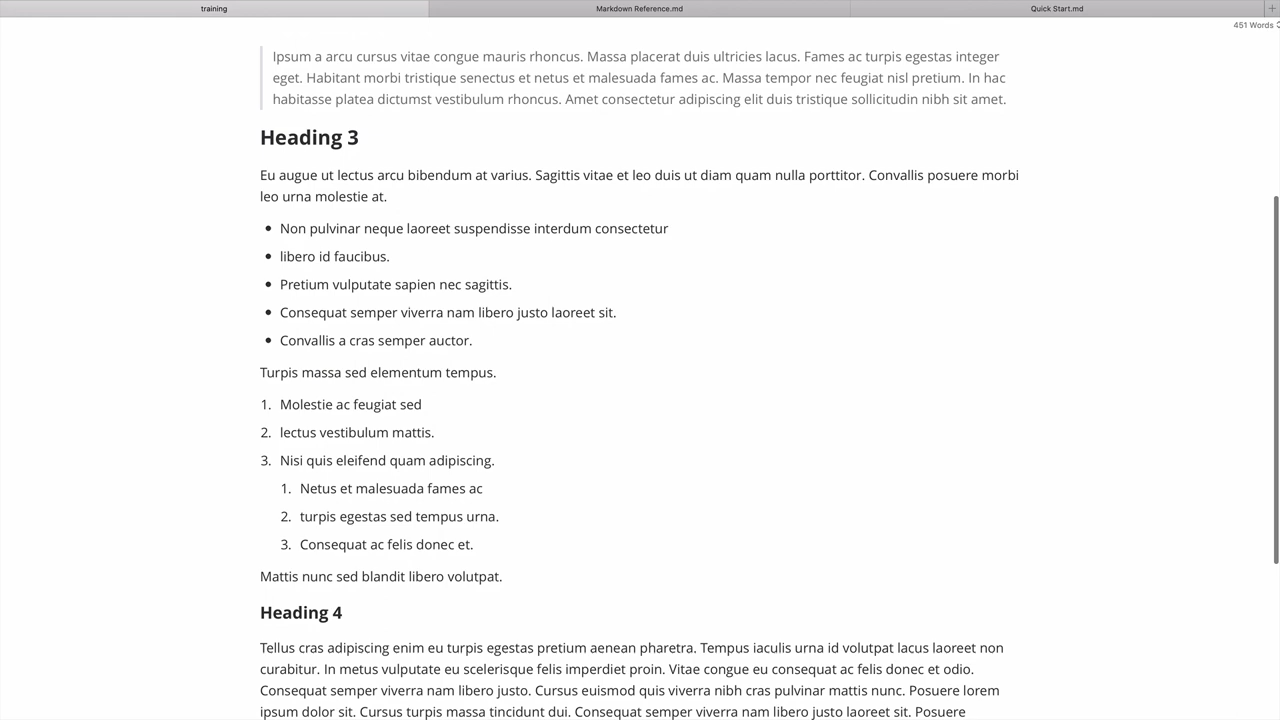 training
Markdown Reference.md
Quick Start.md
+
451 Words
Ipsum a arcu cursus vitae congue mauris rhoncus. Massa placerat duis ultricies lacus. Fames ac turpis egestas integer
eget. Habitant morbi tristique senectus et netus et malesuada fames ac. Massa tempor nec feugiat nisl pretium. In hac
habitasse platea dictumst vestibulum rhoncus. Amet consectetur adipiscing elit duis tristique sollicitudin nibh sit amet.
Heading 3
Eu augue ut lectus arcu bibendum at varius. Sagittis vitae et leo duis ut diam quam nulla porttitor. Convallis posuere morbi
leo urna molestie at.
• Non pulvinar neque laoreet suspendisse interdum consectetur
• libero id faucibus.
• Pretium vulputate sapien nec sagittis.
• Consequat semper viverra nam libero justo laoreet sit.
• Convallis a cras semper auctor.
Turpis massa sed elementum tempus.
1. Molestie ac feugiat sed
2. lectus vestibulum mattis.
3. Nisi quis eleifend quam adipiscing.
1. Netus et malesuada fames ac
2. turpis egestas sed tempus urna.
3. Consequat ac felis donec et.
Mattis nunc sed blandit libero volutpat.
Heading 4
Tellus cras adipiscing enim eu turpis egestas pretium aenean pharetra. Tempus iaculis urna id volutpat lacus laoreet non
curabitur. In metus vulputate eu scelerisque felis imperdiet proin. Vitae congue eu consequat ac felis donec et odio.
Consequat semper viverra nam libero justo. Cursus euismod quis viverra nibh cras pulvinar mattis nunc. Posuere lorem
ipsum dolor sit. Cursus turpis massa tincidunt dui. Consequat semper viverra nam libero justo laoreet sit. Posuere